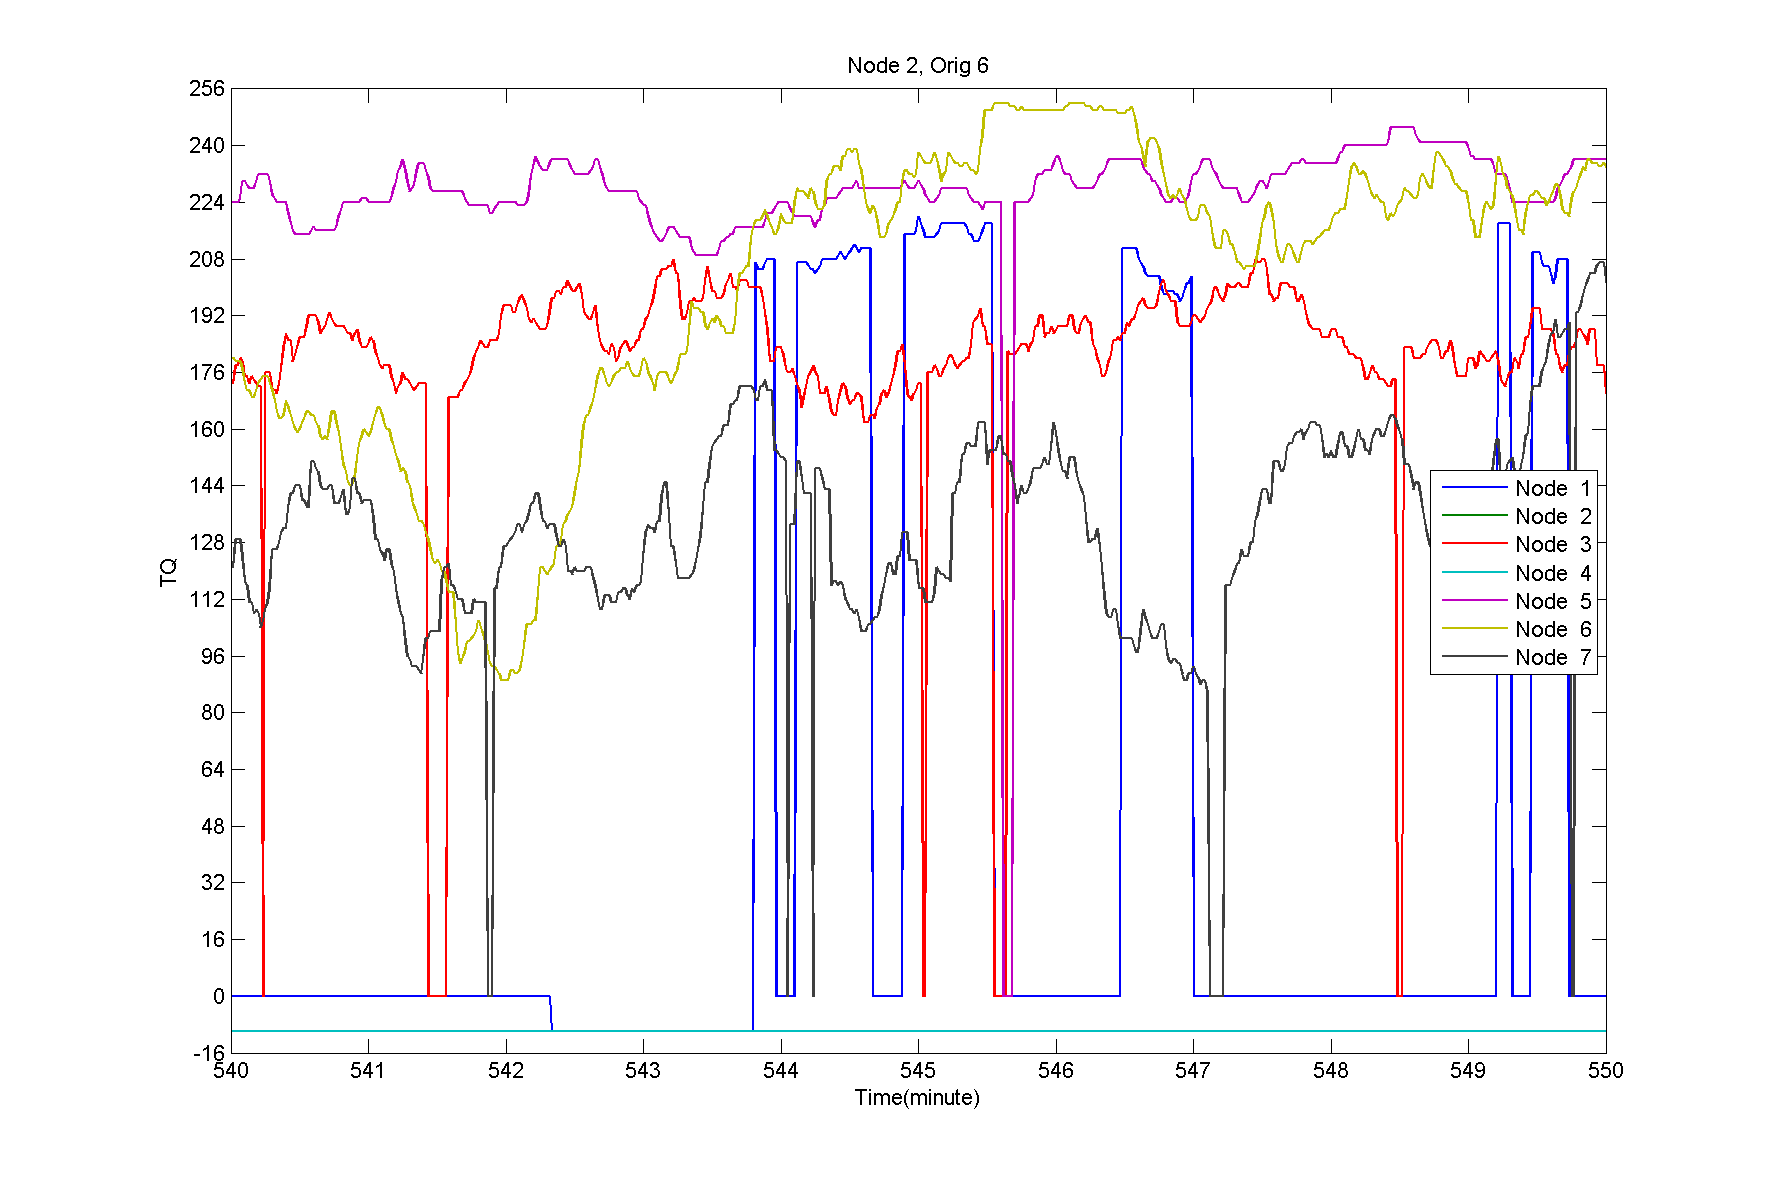 Node 2, Orig 6
256
240
224
208
192
176
160
144
128
112
96
80
64
48
32
16
0
-16
TQ
Node 1
Node 2
Node 3
Node 4
Node 5
Node 6
Node 7
540 541 542 543 544 545 546 547 548 549 550
Time(minute)